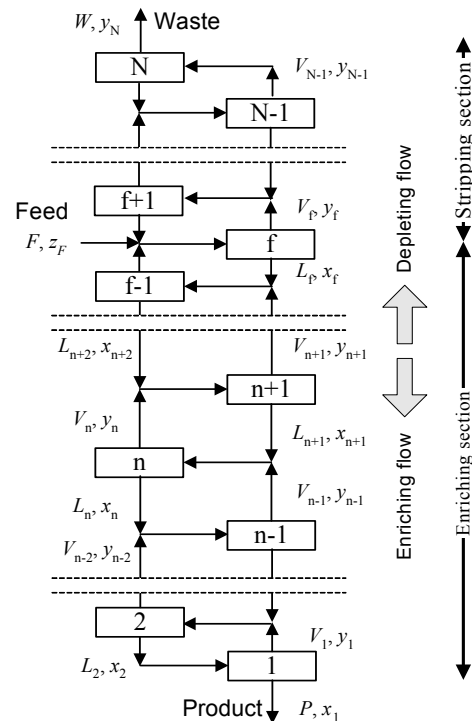 W, y_N Waste
N
V_N-1, y_N-1
N-1
f+1
V_f, y_f
Feed
F, z_F
f
L_f, x_f
f-1
L_n+2, x_n+2
V_n+1, y_n+1
n+1
V_n, y_n
L_n+1, x_n+1
n
V_n-1, y_n-1
L_n, x_n
n-1
V_n-2, y_n-2
2
V_1, y_1
L_2, x_2
1
Product
P, x_1
Depleting flow
Enriching flow
Stripping section
Enriching section